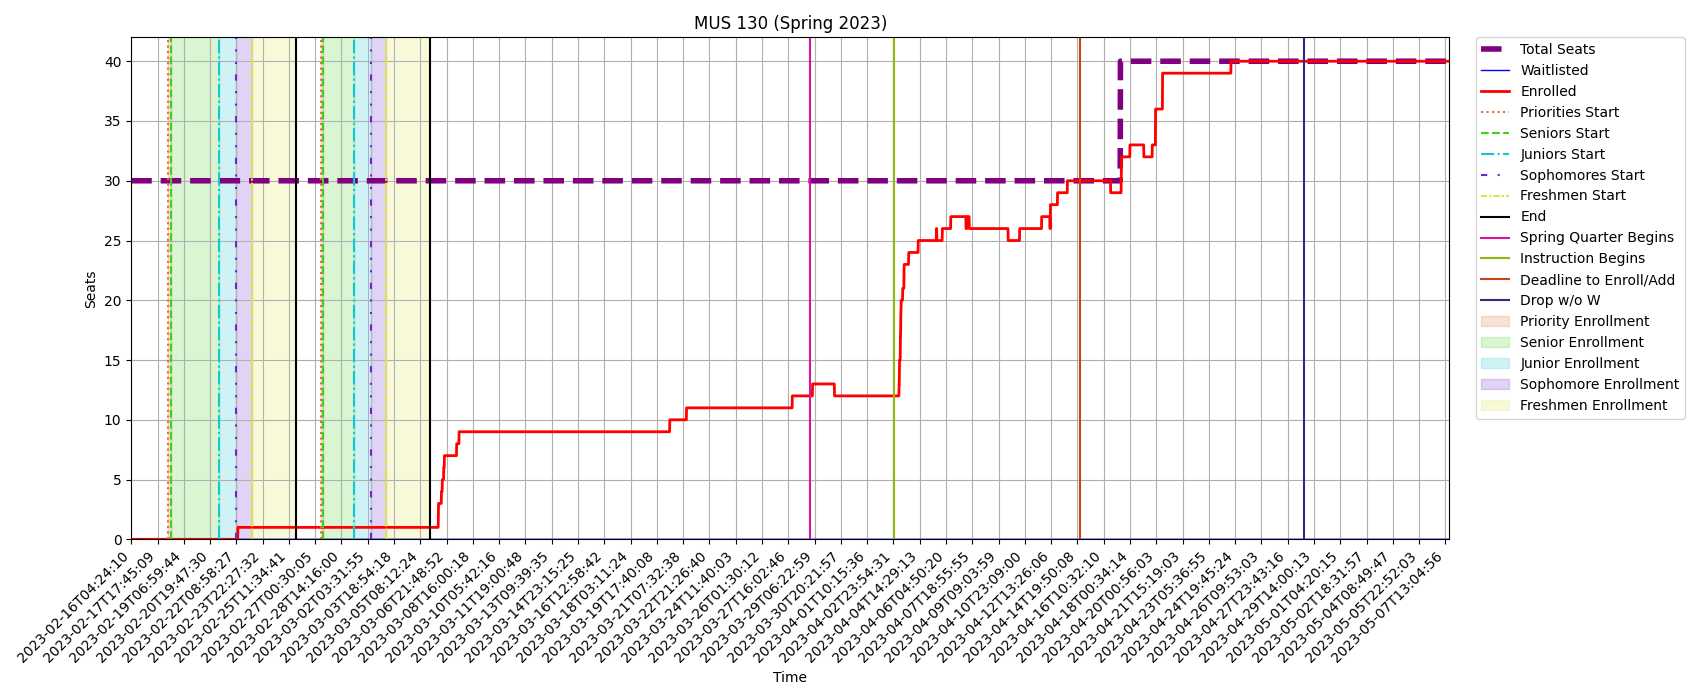 MUS 130 (Spring 2023)
Seats
40
35
30
25
20
15
10
5
0
2023-02-16T04:24:10
2023-02-17T17:45:09
2023-02-19T06:59:44
2023-02-20T19:47:30
2023-02-22T08:58:27
2023-02-23T22:27:32
2023-02-25T11:34:41
2023-02-27T00:30:05
2023-02-28T14:16:00
2023-03-02T03:31:55
2023-03-03T18:54:18
2023-03-05T08:12:24
2023-03-06T21:48:52
2023-03-08T16:00:18
2023-03-10T05:42:16
2023-03-11T19:00:48
2023-03-13T09:39:35
2023-03-14T23:15:25
2023-03-16T12:58:42
2023-03-18T03:11:24
2023-03-19T17:40:08
2023-03-21T07:32:38
2023-03-22T21:26:40
2023-03-24T11:40:03
2023-03-26T01:30:12
2023-03-27T16:02:46
2023-03-29T06:22:59
2023-03-30T20:21:57
2023-04-01T10:15:36
2023-04-02T23:54:31
2023-04-04T14:29:13
2023-04-06T04:50:20
2023-04-07T18:55:55
2023-04-09T09:03:59
2023-04-10T23:09:00
2023-04-12T13:26:06
2023-04-14T19:50:08
2023-04-16T10:32:10
2023-04-18T00:34:14
2023-04-20T00:56:03
2023-04-21T15:19:03
2023-04-23T05:36:55
2023-04-24T19:45:24
2023-04-26T09:53:03
2023-04-27T23:43:16
2023-04-29T14:00:13
2023-05-01T04:20:15
2023-05-02T18:31:57
2023-05-04T08:49:47
2023-05-05T22:52:03
2023-05-07T13:04:56
Time
Total Seats
Waitlisted
Enrolled
Priorities Start
Seniors Start
Juniors Start
Sophomores Start
Freshmen Start
End
Spring Quarter Begins
Instruction Begins
Deadline to Enroll/Add
Drop w/o W
Priority Enrollment
Senior Enrollment
Junior Enrollment
Sophomore Enrollment
Freshmen Enrollment